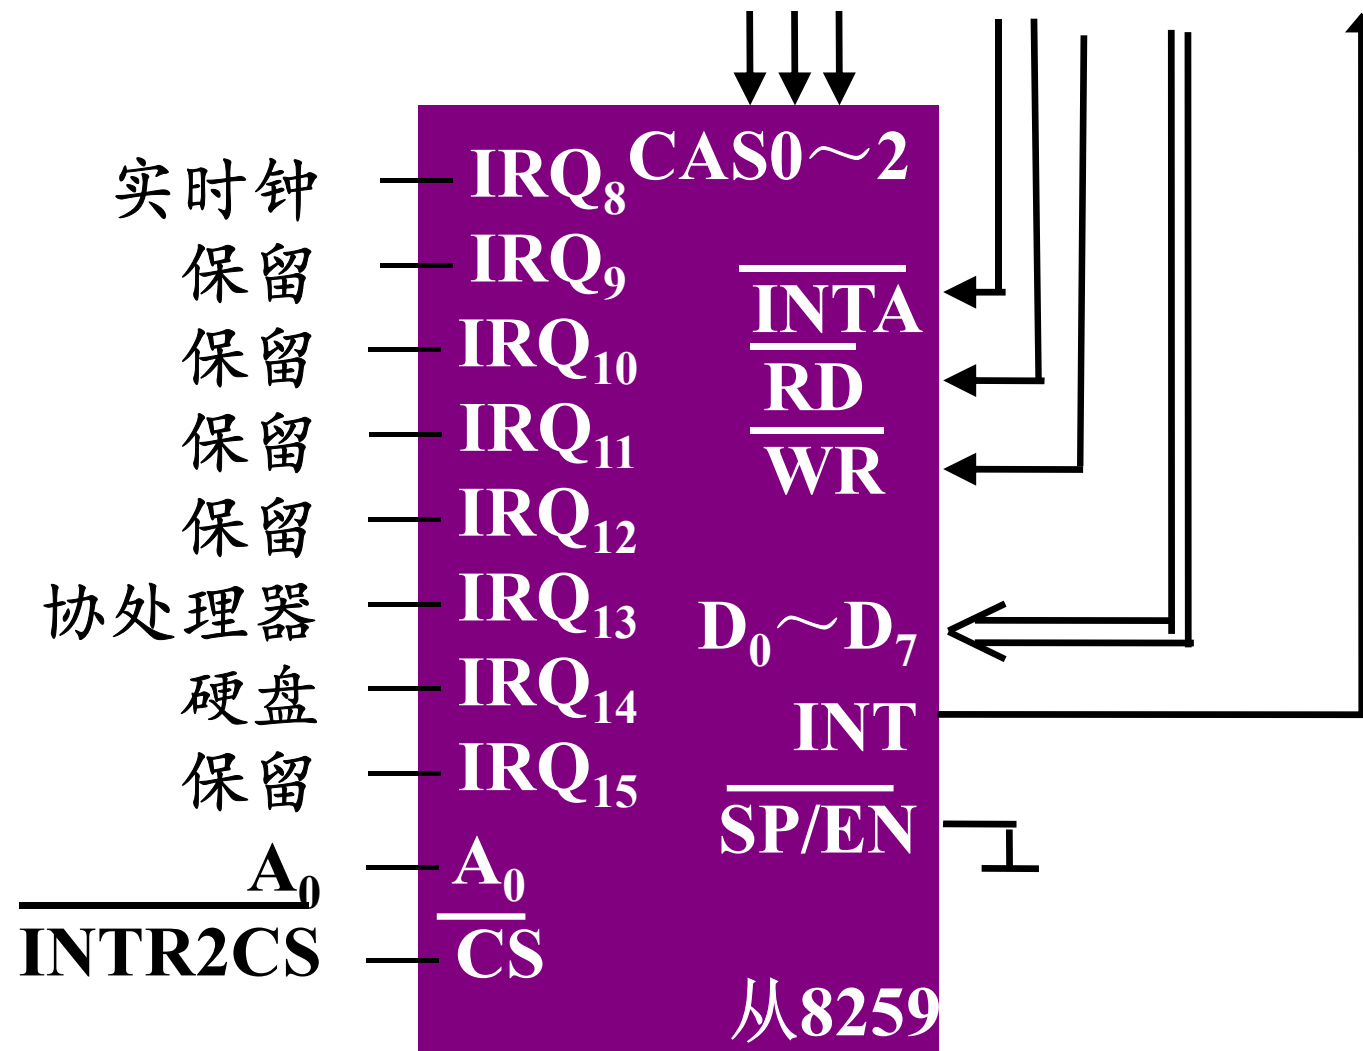 CAS0～2
实时钟 IRQ8
保留 IRQ9
保留 IRQ10
保留 IRQ11
保留 IRQ12
协处理器 IRQ13
硬盘 IRQ14
保留 IRQ15
A0 A0
INTR2CS CS
INTA
RD
WR
D0～D7
INT
SP/EN
从8259